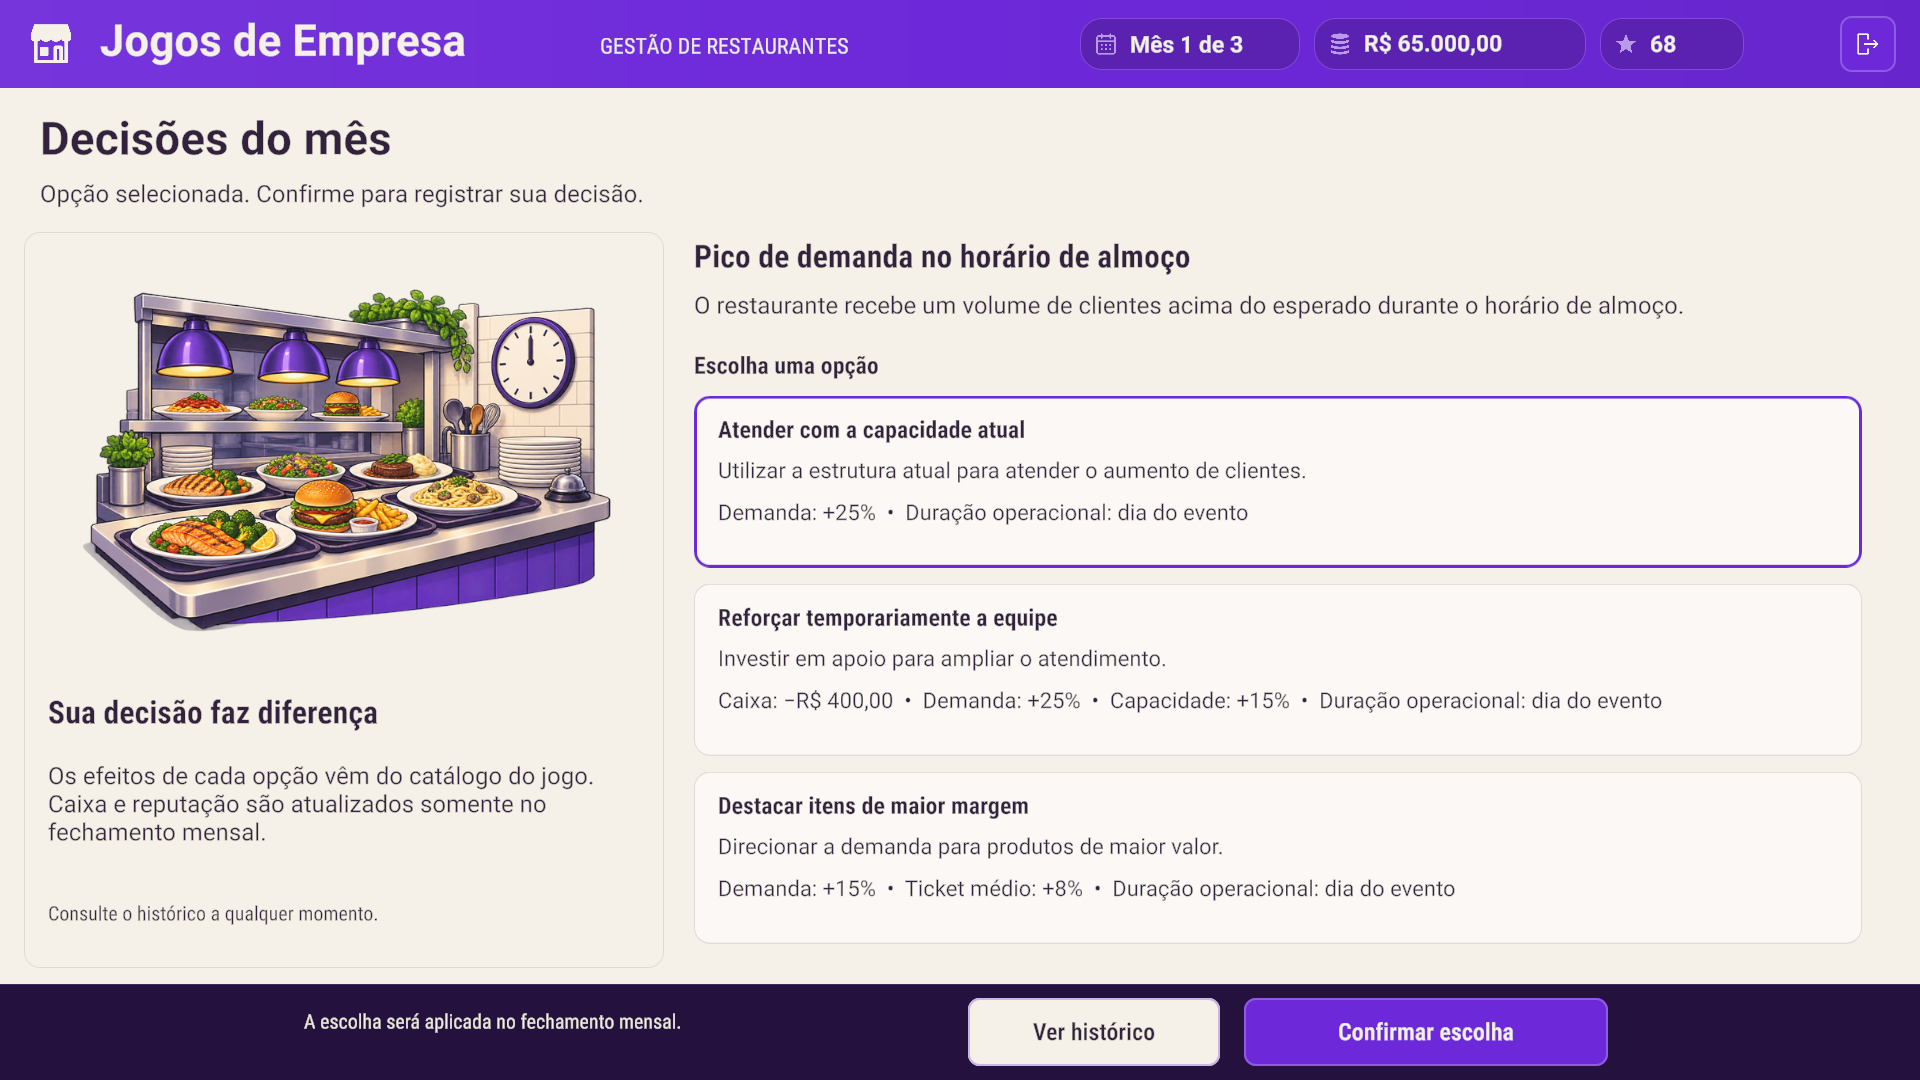 Jogos de Empresa
GESTÃO DE RESTAURANTES
Mês 1 de 3
R$ 65.000,00
68
Decisões do mês
Opção selecionada. Confirme para registrar sua decisão.
Sua decisão faz diferença
Os efeitos de cada opção vêm do catálogo do jogo.
Caixa e reputação são atualizados somente no
fechamento mensal.
Consulte o histórico a qualquer momento.
Pico de demanda no horário de almoço
O restaurante recebe um volume de clientes acima do esperado durante o horário de almoço.
Escolha uma opção
Atender com a capacidade atual
Utilizar a estrutura atual para atender o aumento de clientes.
Demanda: +25% • Duração operacional: dia do evento
Reforçar temporariamente a equipe
Investir em apoio para ampliar o atendimento.
Caixa: −R$ 400,00 • Demanda: +25% • Capacidade: +15% • Duração operacional: dia do evento
Destacar itens de maior margem
Direcionar a demanda para produtos de maior valor.
Demanda: +15% • Ticket médio: +8% • Duração operacional: dia do evento
A escolha será aplicada no fechamento mensal.
Ver histórico
Confirmar escolha